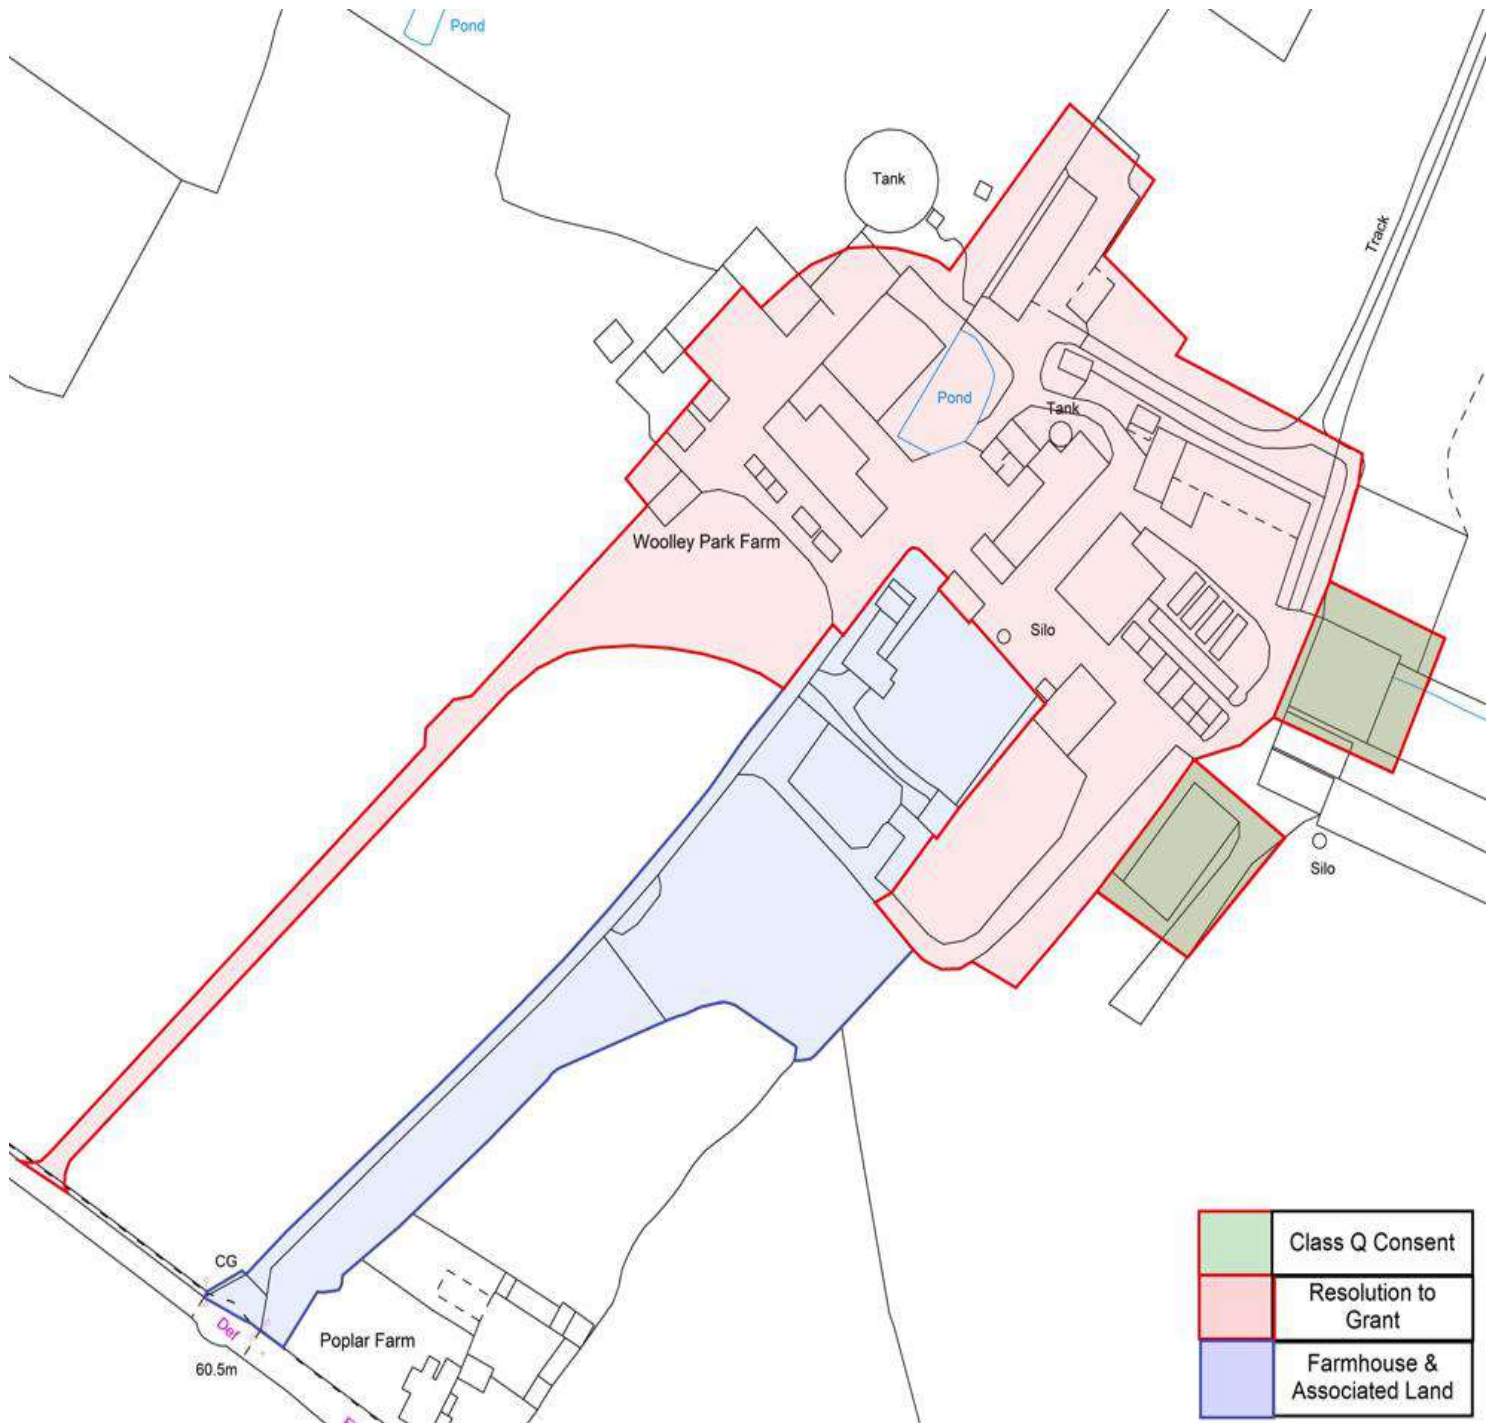 Pond
Tank
Track
Pond
Tank
Woolley Park Farm
Silo
Silo
CG
Def
60.5m
Poplar Farm
Class Q Consent
Resolution to
Grant
Farmhouse &
Associated Land